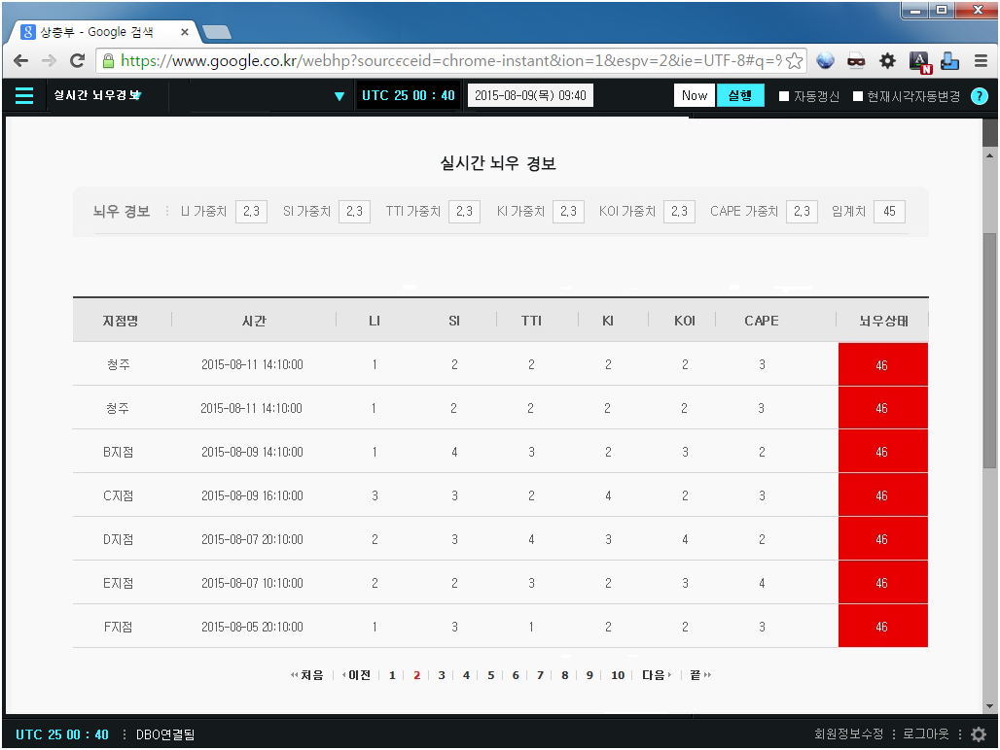 상층부 - Google 검색
https://www.google.co.kr/webhp?sourceceid=chrome-instant&ion=1&espv=2&ie=UTF-8#q=%
실시간 뇌우경보 UTC 25 00 : 40 2015-08-09(목) 09:40 Now 실행 자동갱신 현재시각자동변경 ?
실시간 뇌우 경보
뇌우 경보 LI 가중치 2,3 SI 가중치 2,3 TTI 가중치 2,3 KI 가중치 2,3 KOI 가중치 2,3 CAPE 가중치 2,3 임계치 45
지점명 시간 LI SI TTI KI KOI CAPE 뇌우상태
청주 2015-08-11 14:10:00 1 2 2 2 2 3 46
청주 2015-08-11 14:10:00 1 2 2 2 2 3 46
B지점 2015-08-09 14:10:00 1 4 3 2 3 2 46
C지점 2015-08-09 16:10:00 3 3 2 4 2 3 46
D지점 2015-08-07 20:10:00 2 3 4 3 4 2 46
E지점 2015-08-07 10:10:00 2 2 3 2 3 4 46
F지점 2015-08-05 20:10:00 1 3 1 2 2 3 46
처음 이전 1 2 3 4 5 6 7 8 9 10 다음 끝
UTC 25 00 : 40 : DBO연결됨 회원정보수정 : 로그아웃 :